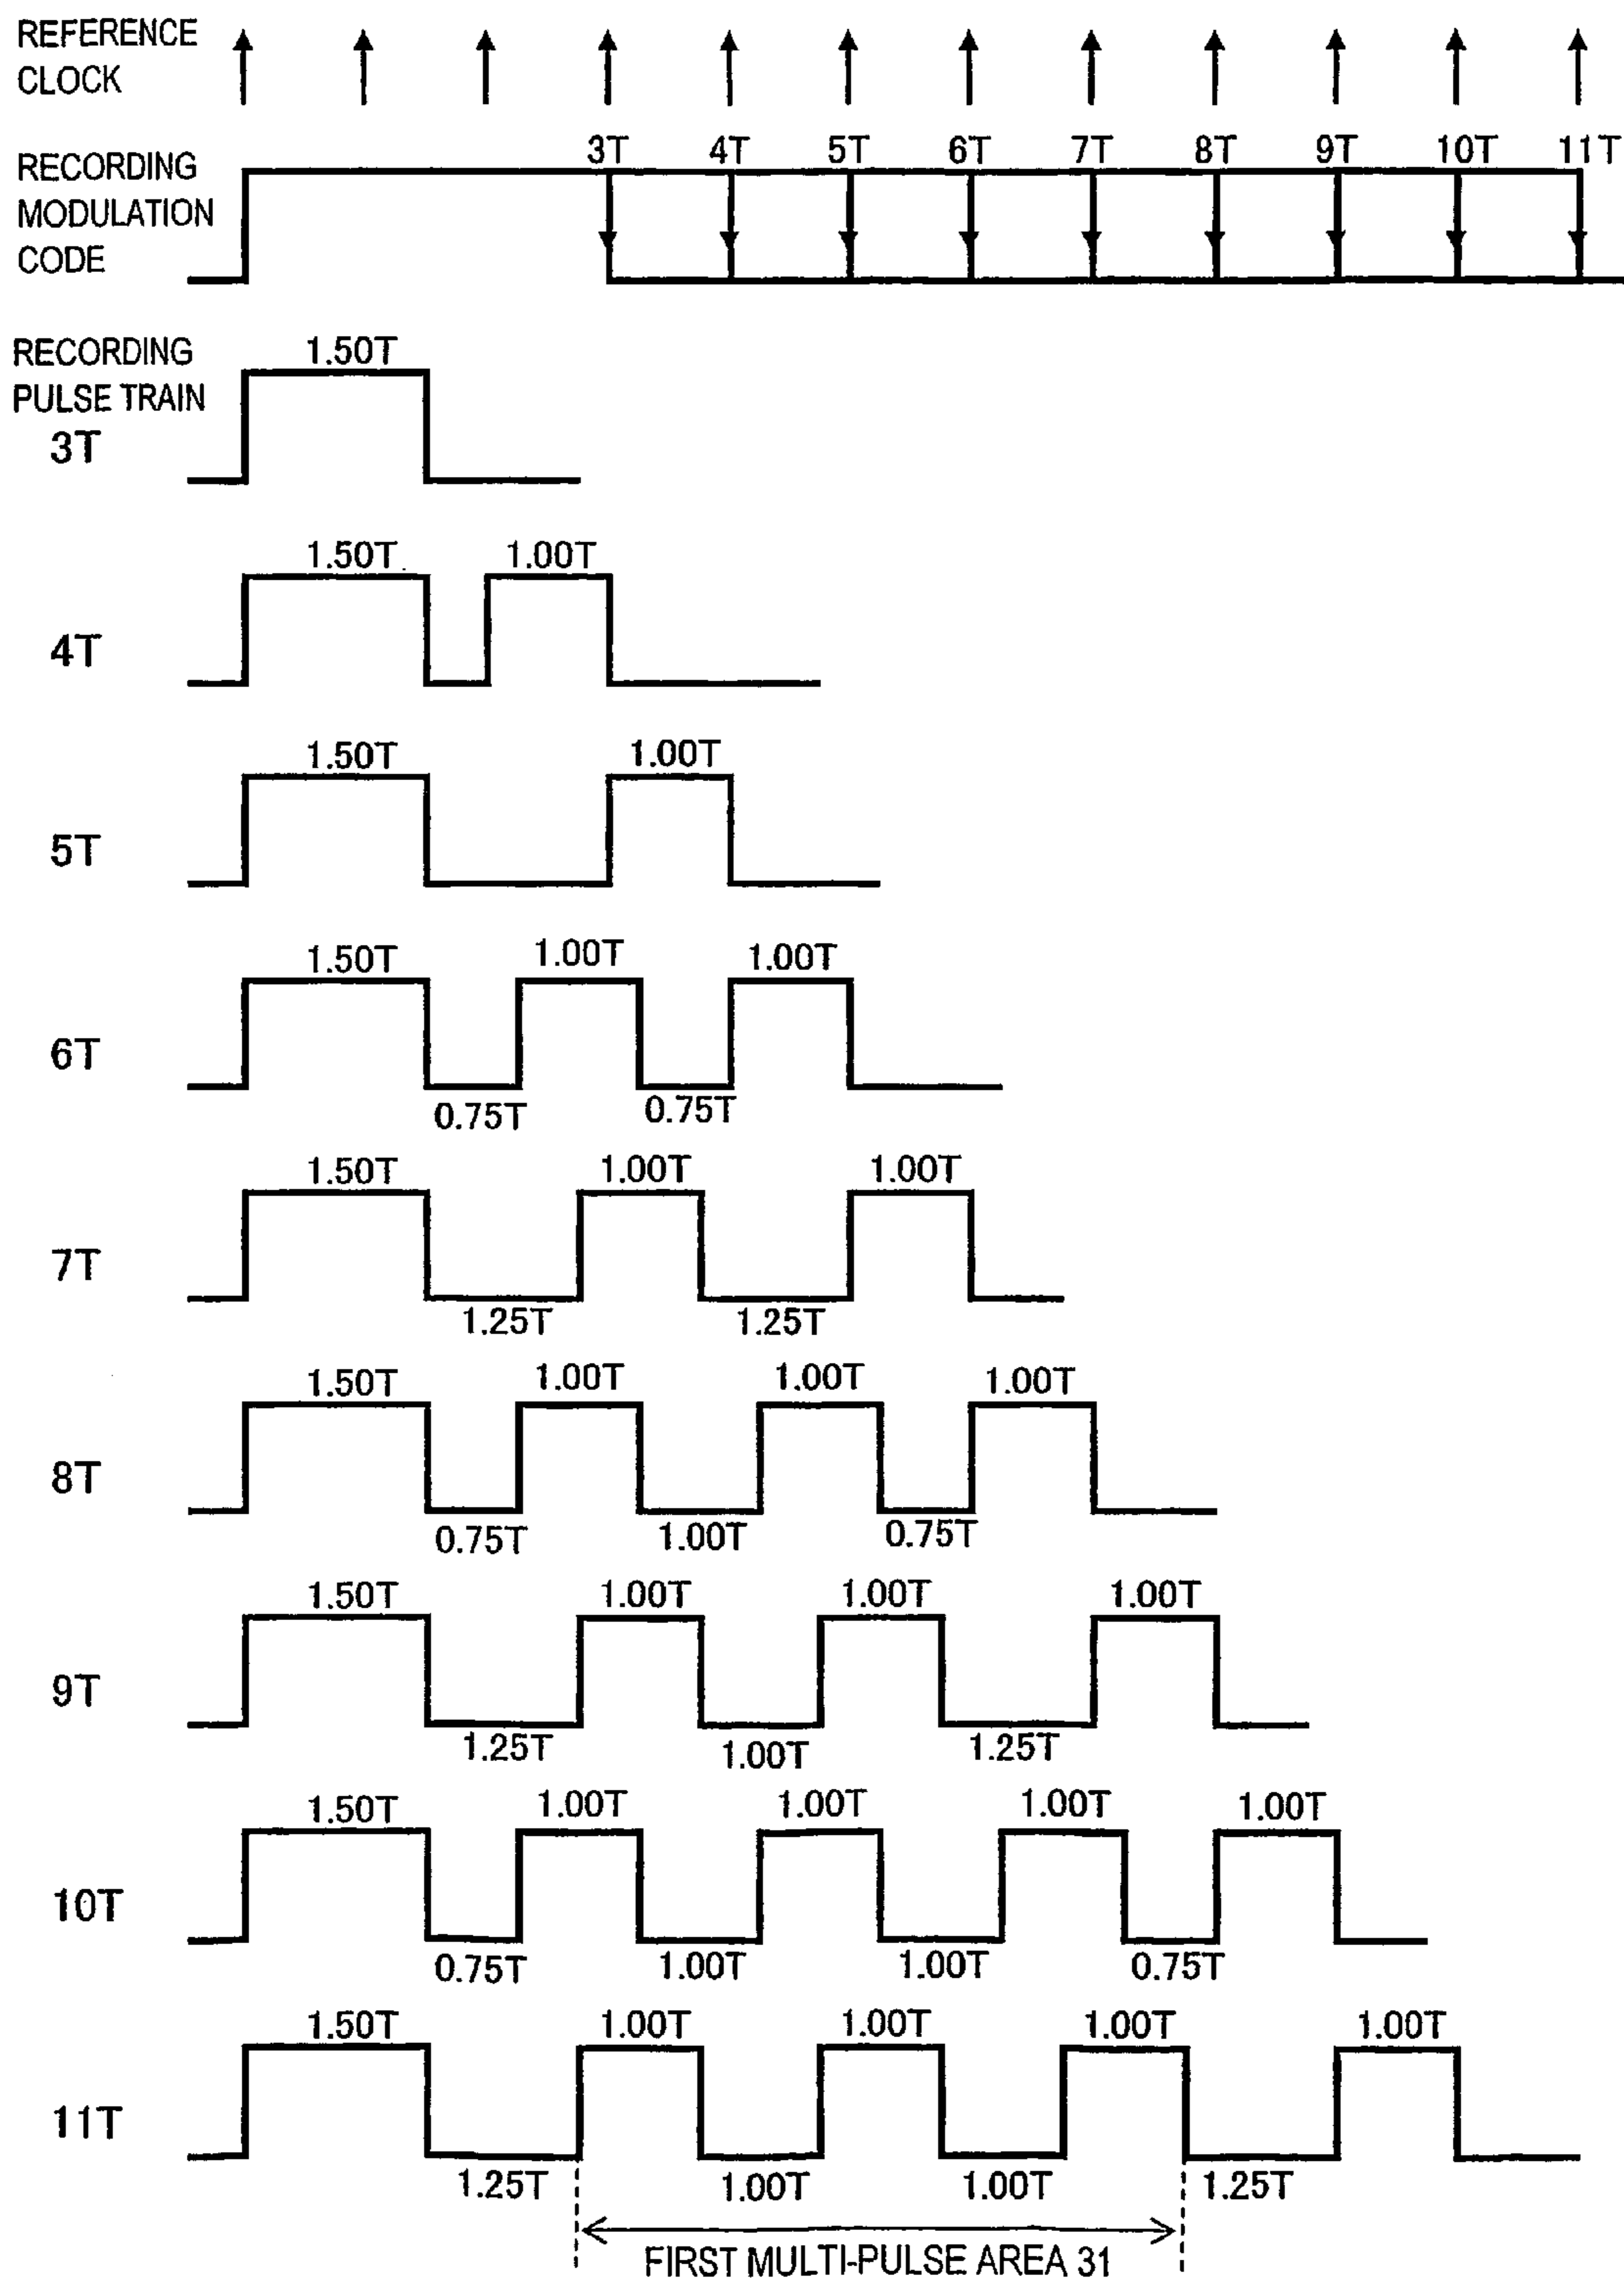 REFERENCE
CLOCK
3T 4T 5T 6T 7T 8T 9T 10T 11T
RECORDING
MODULATION
CODE
RECORDING
PULSE TRAIN
1.50T
3T
1.50T 1.00T
4T
1.50T 1.00T
5T
1.50T 1.00T 1.00T
6T
0.75T 0.75T
1.50T 1.00T 1.00T
7T
1.25T 1.25T
1.50T 1.00T 1.00T 1.00T
8T
0.75T 1.00T 0.75T
1.50T 1.00T 1.00T 1.00T
9T
1.25T 1.00T 1.25T
1.50T 1.00T 1.00T 1.00T 1.00T
10T
0.75T 1.00T 1.00T 0.75T
1.50T 1.00T 1.00T 1.00T 1.00T
11T
1.25T 1.00T 1.00T 1.25T
FIRST MULTI-PULSE AREA 31